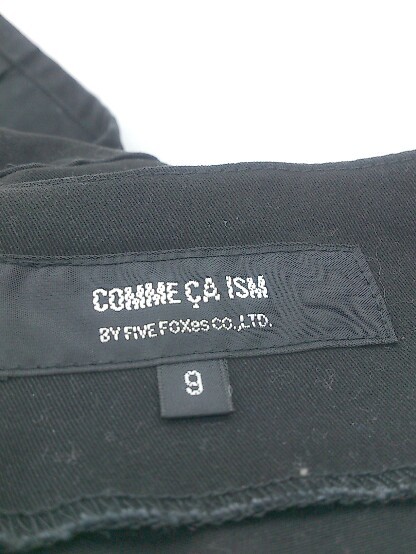 COMME ÇA ISM
BY FIVE FOXes CO.,LTD.
9